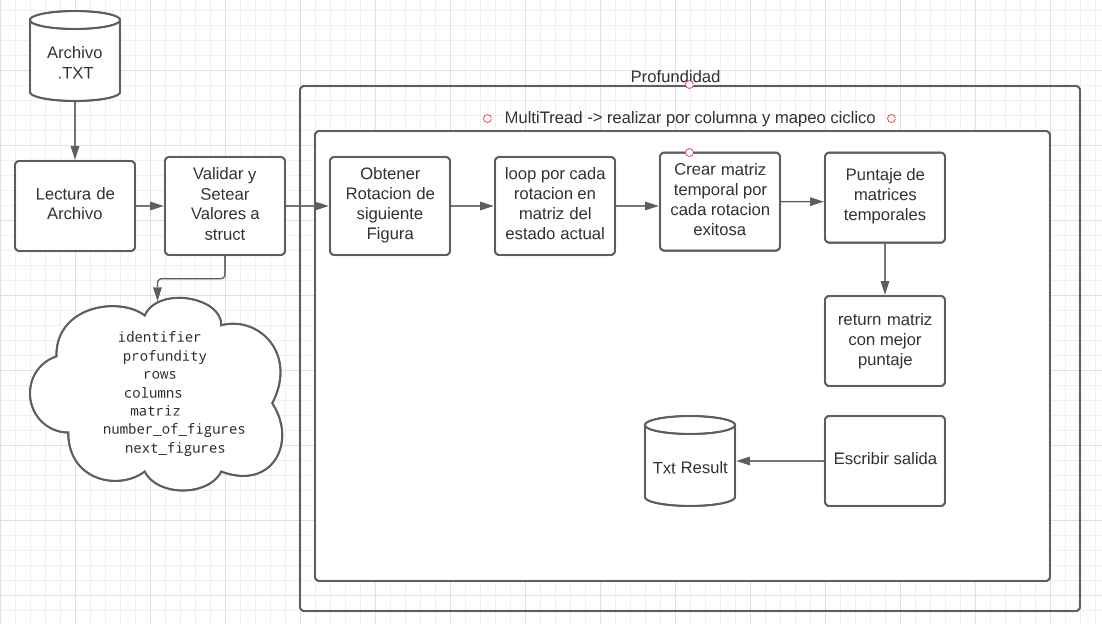 Archivo
.TXT
Profundidad
MultiTread -> realizar por columna y mapeo ciclico
Lectura de
Archivo
Validar y
Setear
Valores a
struct
Obtener
Rotacion de
siguiente
Figura
loop por cada
rotacion en
matriz del
estado actual
Crear matriz
temporal por
cada rotacion
exitosa
Puntaje de
matrices
temporales
return matriz
con mejor
puntaje
identifier
profundity
rows
columns
matriz
number_of_figures
next_figures
Txt Result
Escribir salida